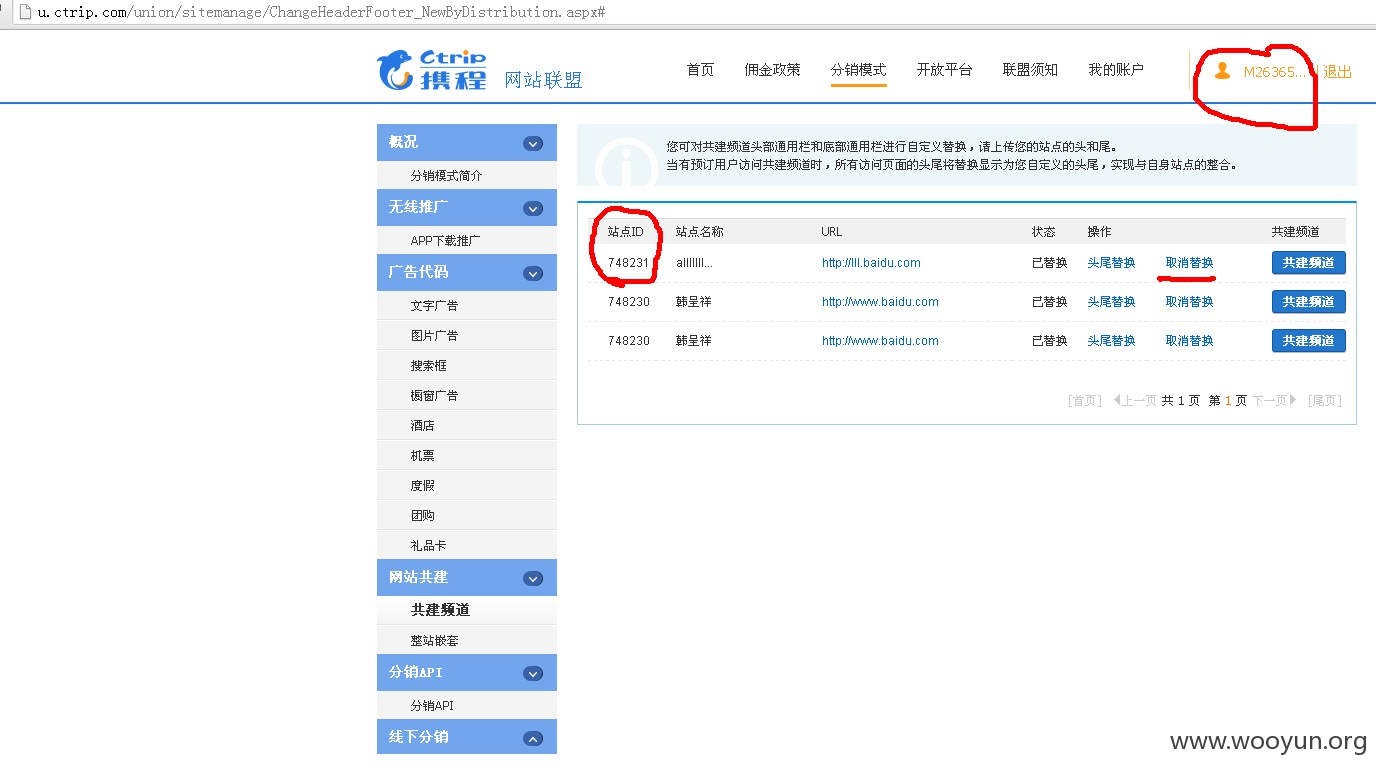 u.ctrip.com/union/sitemanage/ChangeHeaderFooter_NewByDistribution.aspx#
Ctrip
携程 网站联盟
首页 佣金政策 分销模式 开放平台 联盟须知 我的账户 M26365... | 退出
概况
分销模式简介
无线推广
APP下载推广
广告代码
文字广告
图片广告
搜索框
橱窗广告
酒店
机票
度假
团购
礼品卡
网站共建
共建频道
整站嵌套
分销API
分销API
线下分销
您可对共建频道头部通用栏和底部通用栏进行自定义替换，请上传您的站点的头和尾。
当有预订用户访问共建频道时，所有访问页面的头尾将替换显示为您自定义的头尾，实现与自身站点的整合。
站点ID 站点名称 URL 状态 操作 共建频道
748231 alllllll... http://lll.baidu.com 已替换 头尾替换 取消替换 共建频道
748230 韩呈祥 http://www.baidu.com 已替换 头尾替换 取消替换 共建频道
748230 韩呈祥 http://www.baidu.com 已替换 头尾替换 取消替换 共建频道
[首页] 上一页 共 1 页 第 1 页 下一页 [尾页]
www.wooyun.org